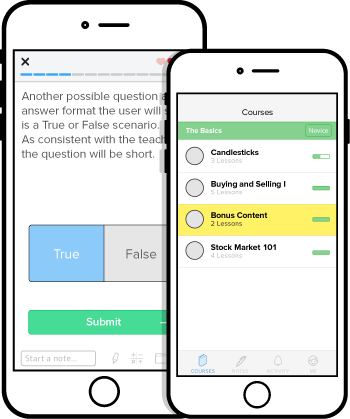 Another possible question
answer format the user will
is a True or False scenario.
As consistent with the teach
the question will be short.
True
False
Submit
Start a note...
Courses
The Basics
Novice
Candlesticks
3 Lessons
Buying and Selling I
5 Lessons
Bonus Content
2 Lessons
Stock Market 101
4 Lessons
COURSES
NOTES
ACTIVITY
ME